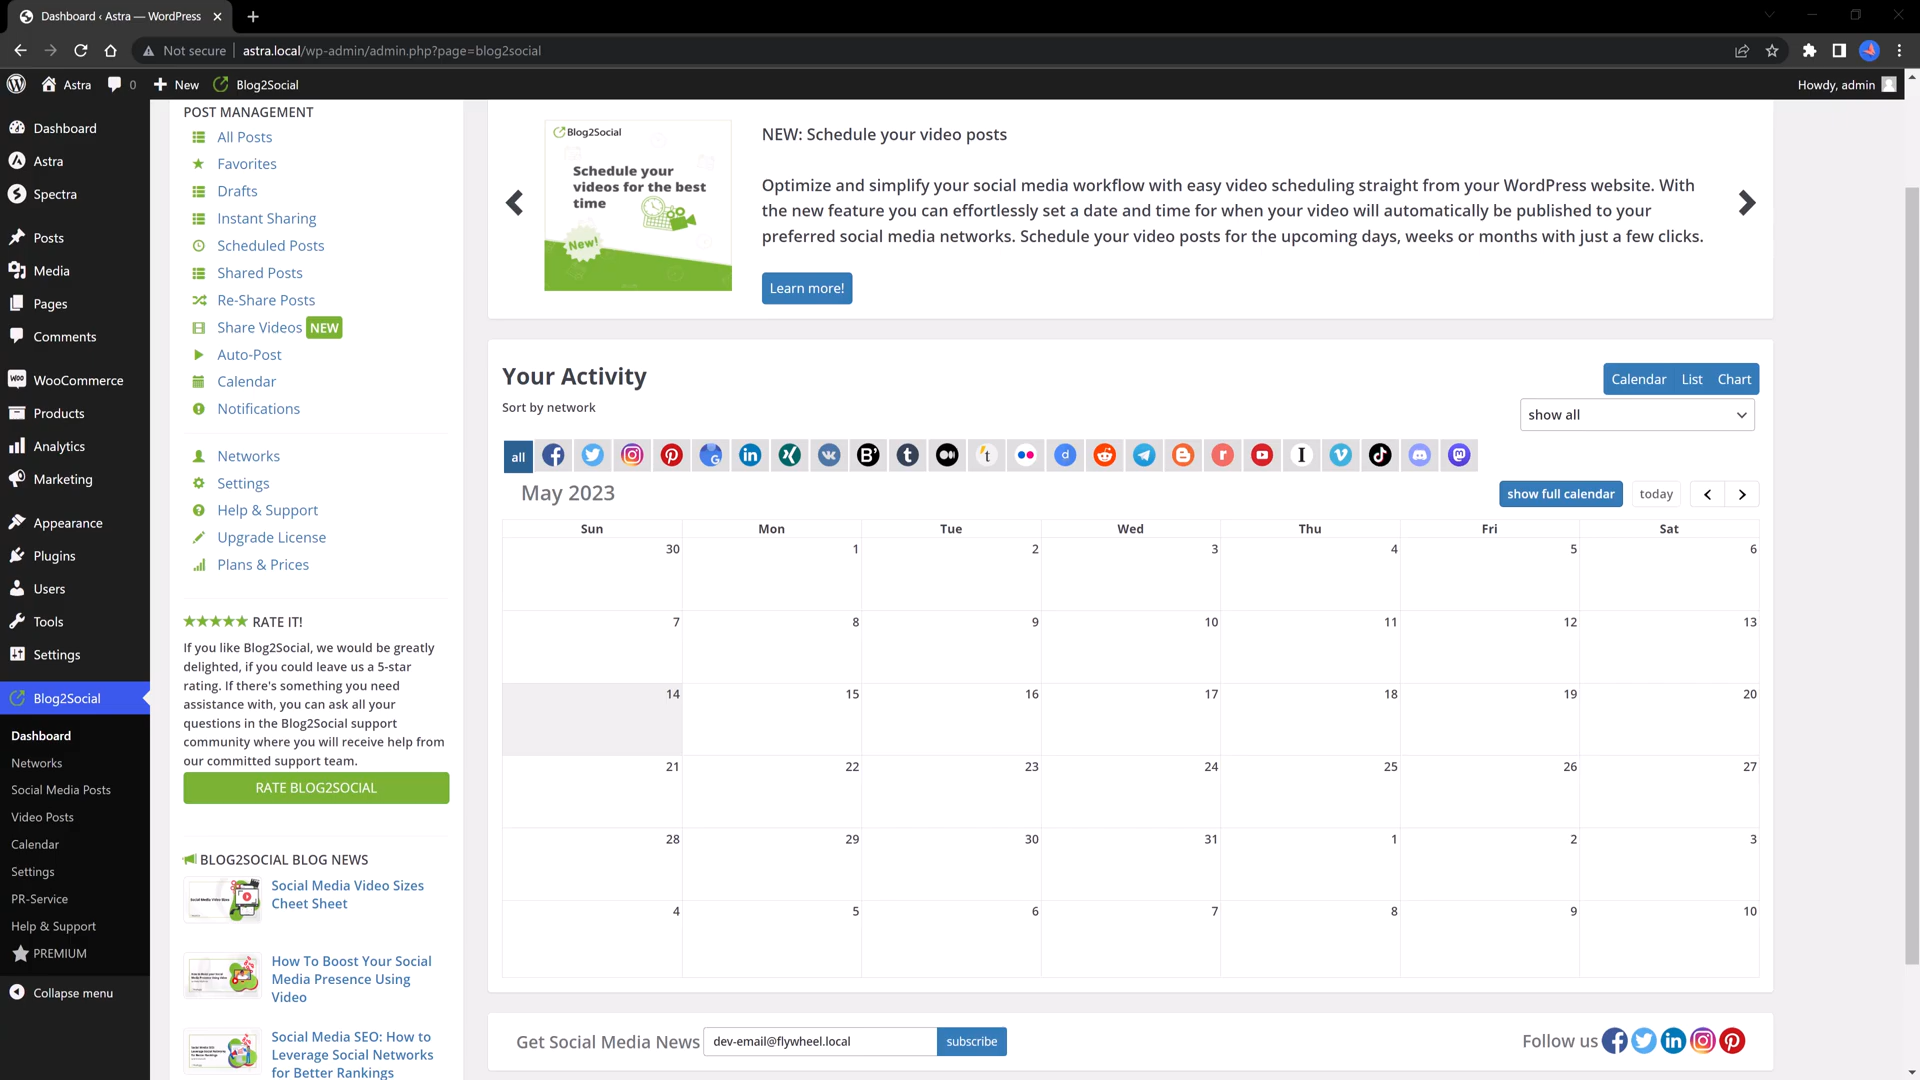 Dashboard ‹ Astra — WordPress
Not secure
astra.local/wp-admin/admin.php?page=blog2social
Astra
0
New
Blog2Social
Howdy, admin
Dashboard
Astra
Spectra
Posts
Media
Pages
Comments
WooCommerce
Products
Analytics
Marketing
Appearance
Plugins
Users
Tools
Settings
Blog2Social
Dashboard
Networks
Social Media Posts
Video Posts
Calendar
Settings
PR-Service
Help & Support
PREMIUM
Collapse menu
POST MANAGEMENT
All Posts
Favorites
Drafts
Instant Sharing
Scheduled Posts
Shared Posts
Re-Share Posts
Share Videos NEW
Auto-Post
Calendar
Notifications
Networks
Settings
Help & Support
Upgrade License
Plans & Prices
RATE IT!
If you like Blog2Social, we would be greatly
delighted, if you could leave us a 5-star
rating. If there's something you need
assistance with, you can ask all your
questions in the Blog2Social support
community where you will receive help from
our committed support team.
RATE BLOG2SOCIAL
BLOG2SOCIAL BLOG NEWS
Social Media Video Sizes
Cheet Sheet
How To Boost Your Social
Media Presence Using
Video
Social Media SEO: How to
Leverage Social Networks
for Better Rankings
Blog2Social
Schedule your
videos for the best
time
New!
NEW: Schedule your video posts
Optimize and simplify your social media workflow with easy video scheduling straight from your WordPress website. With
the new feature you can effortlessly set a date and time for when your video will automatically be published to your
preferred social media networks. Schedule your video posts for the upcoming days, weeks or months with just a few clicks.
Learn more!
Your Activity
Calendar List Chart
Sort by network
show all
all
May 2023
show full calendar
today
Sun Mon Tue Wed Thu Fri Sat
30 1 2 3 4 5 6
7 8 9 10 11 12 13
14 15 16 17 18 19 20
21 22 23 24 25 26 27
28 29 30 31 1 2 3
4 5 6 7 8 9 10
Get Social Media News
dev-email@flywheel.local
subscribe
Follow us